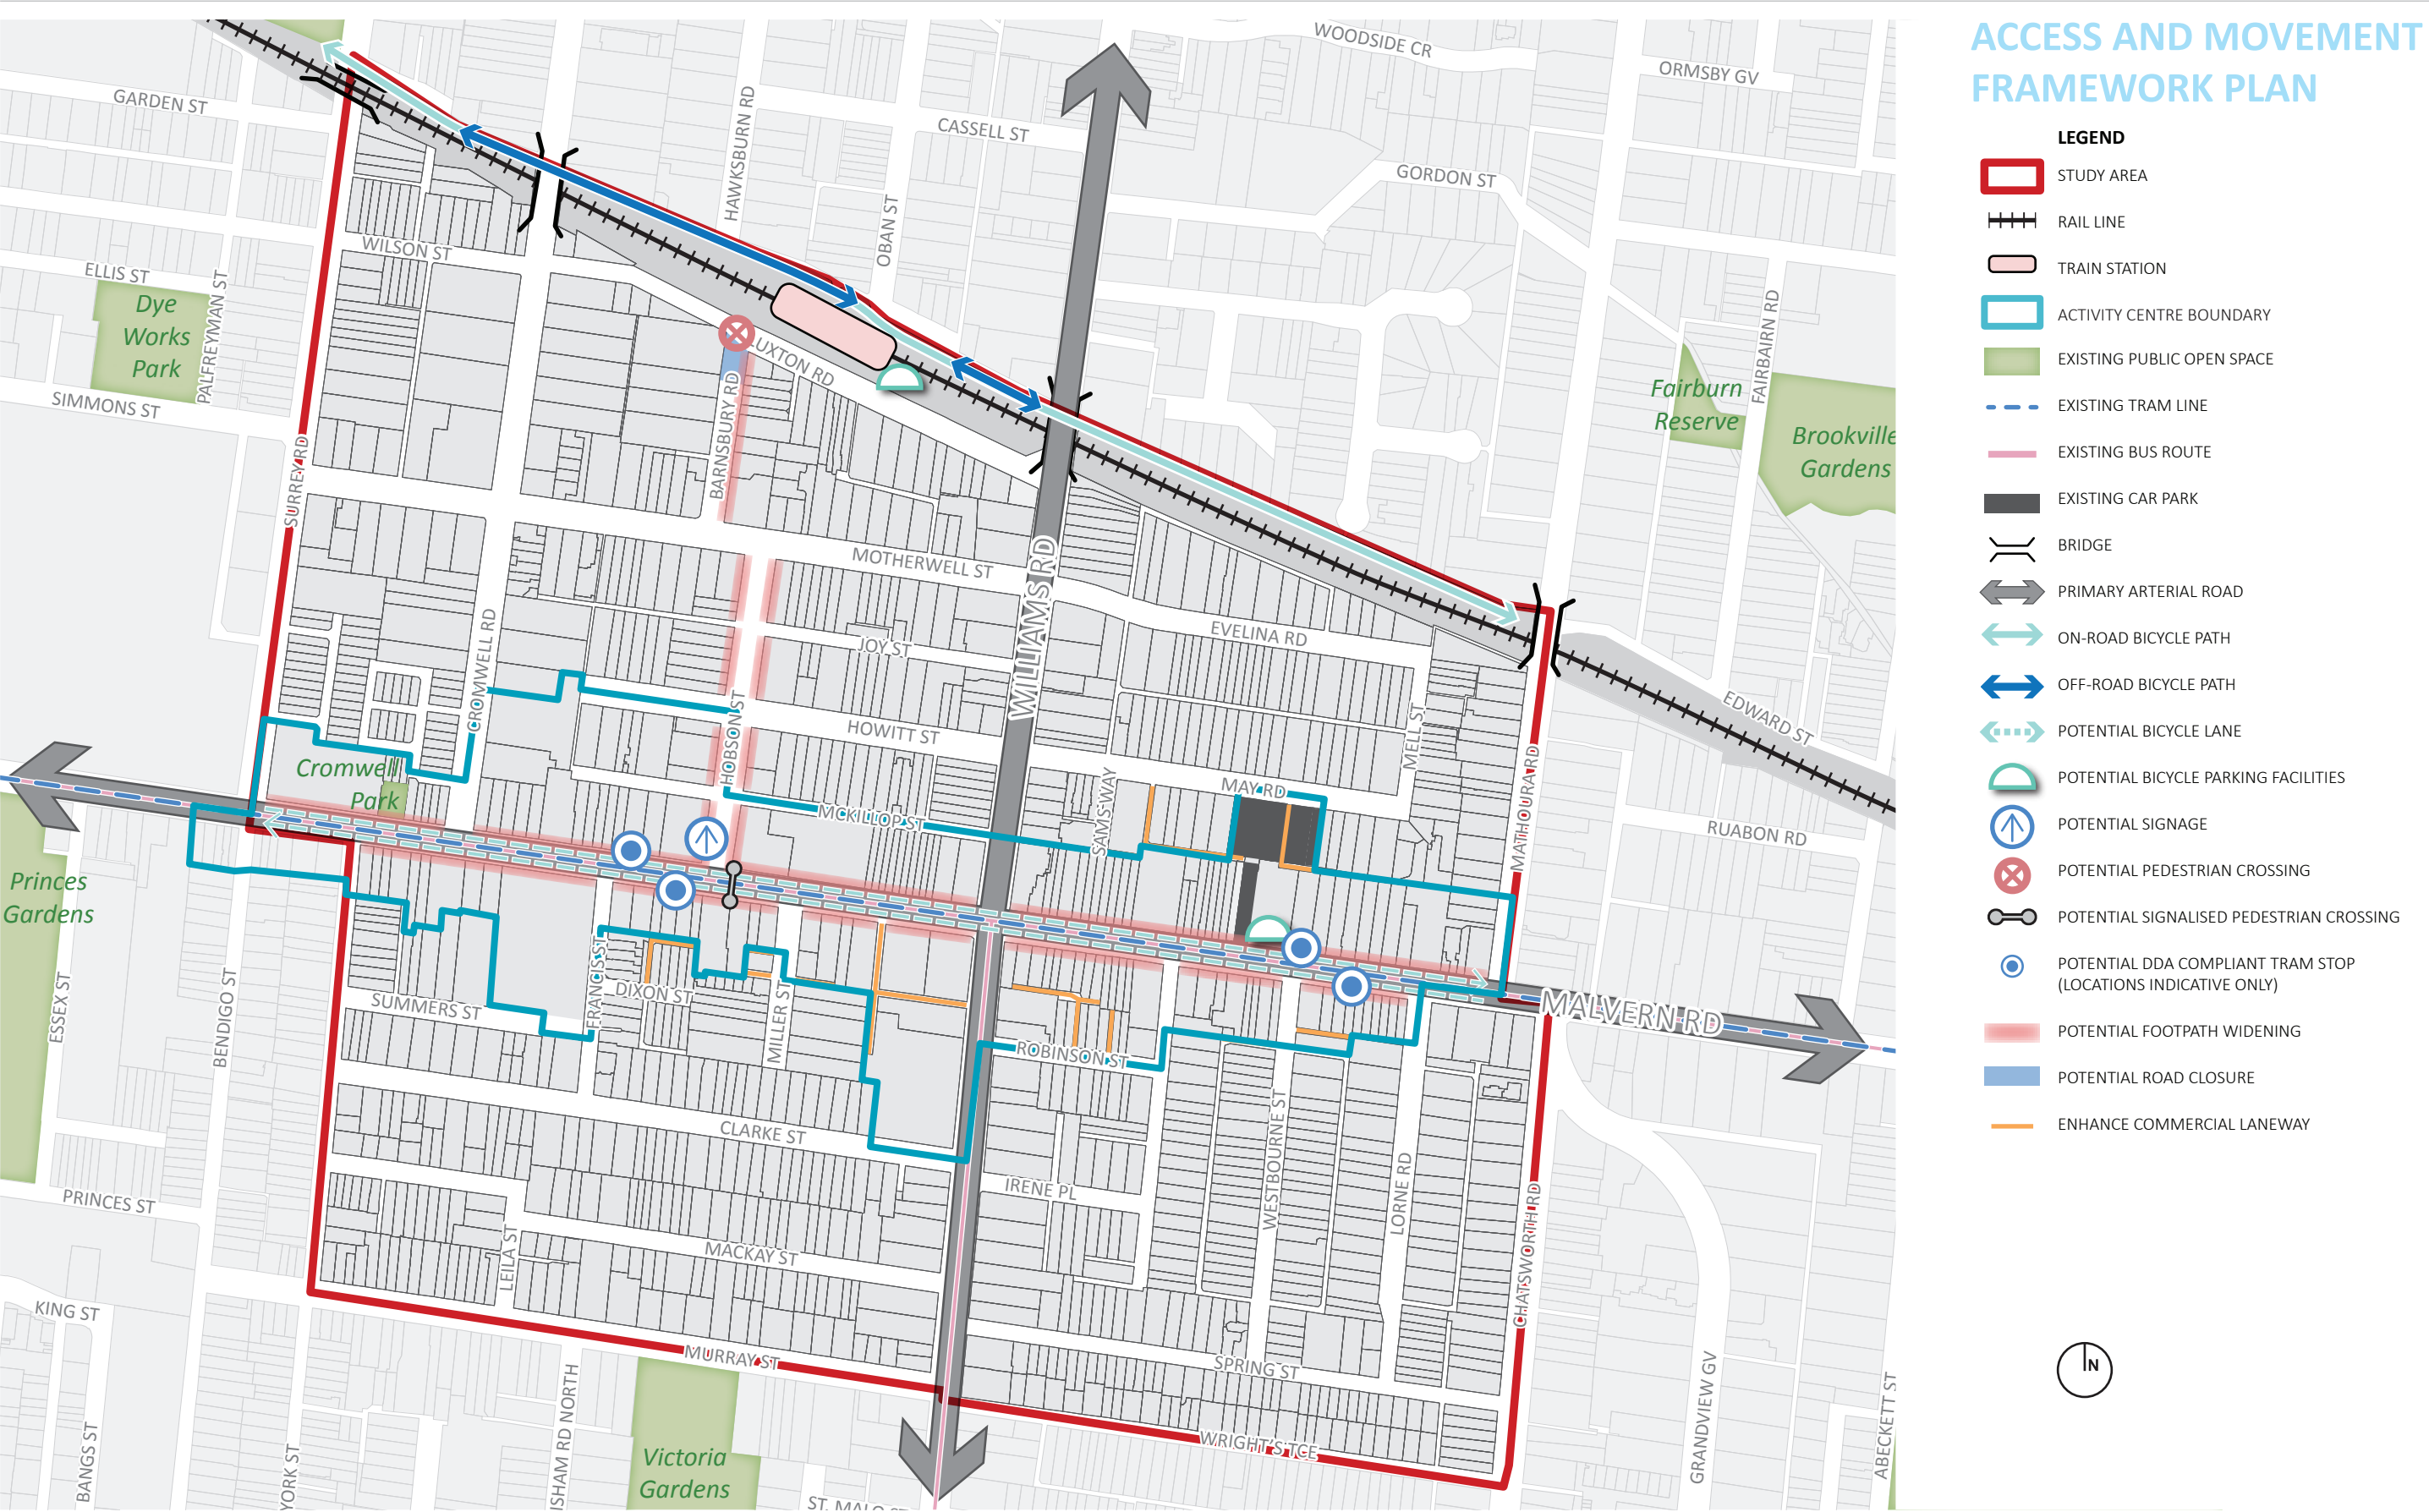 ACCESS AND MOVEMENT
FRAMEWORK PLAN
LEGEND
STUDY AREA
RAIL LINE
TRAIN STATION
ACTIVITY CENTRE BOUNDARY
EXISTING PUBLIC OPEN SPACE
EXISTING TRAM LINE
EXISTING BUS ROUTE
EXISTING CAR PARK
BRIDGE
PRIMARY ARTERIAL ROAD
ON-ROAD BICYCLE PATH
OFF-ROAD BICYCLE PATH
POTENTIAL BICYCLE LANE
POTENTIAL BICYCLE PARKING FACILITIES
POTENTIAL SIGNAGE
POTENTIAL PEDESTRIAN CROSSING
POTENTIAL SIGNALISED PEDESTRIAN CROSSING
POTENTIAL DDA COMPLIANT TRAM STOP
(LOCATIONS INDICATIVE ONLY)
POTENTIAL FOOTPATH WIDENING
POTENTIAL ROAD CLOSURE
ENHANCE COMMERCIAL LANEWAY
N
WOODSIDE CR
ORMSBY GV
GARDEN ST
HAWKSBURN RD
CASSELL ST
GORDON ST
OBAN ST
WILSON ST
ELLIS ST
PALFREYMAN ST
Dye
Works
Park
SIMMONS ST
LUXTON RD
BARNSBURY RD
FAIRBAIRN RD
Fairburn
Reserve
Brookville
Gardens
SURREY RD
MOTHERWELL ST
WILLIAMS RD
EVELINA RD
JOY ST
CROMWELL RD
HOBSON ST
HOWITT ST
MELL ST
EDWARD ST
MATHOURA RD
Cromwell
Park
MAY RD
SAMS WAY
MCKILLOP ST
RUABON RD
Princes
Gardens
MALVERN RD
FRANCIS ST
DIXON ST
MILLER ST
SUMMERS ST
ESSEX ST
BENDIGO ST
ROBINSON ST
CLARKE ST
WESTBOURNE ST
LORNE RD
IRENE PL
PRINCES ST
LEILA ST
MACKAY ST
CHATSWORTH RD
KING ST
MURRAY ST
SPRING ST
GRANDVIEW GV
ABECKETT ST
BANGS ST
YORK ST
ISHAM RD NORTH
Victoria
Gardens
WRIGHT'S TCE
ST. MALO ST